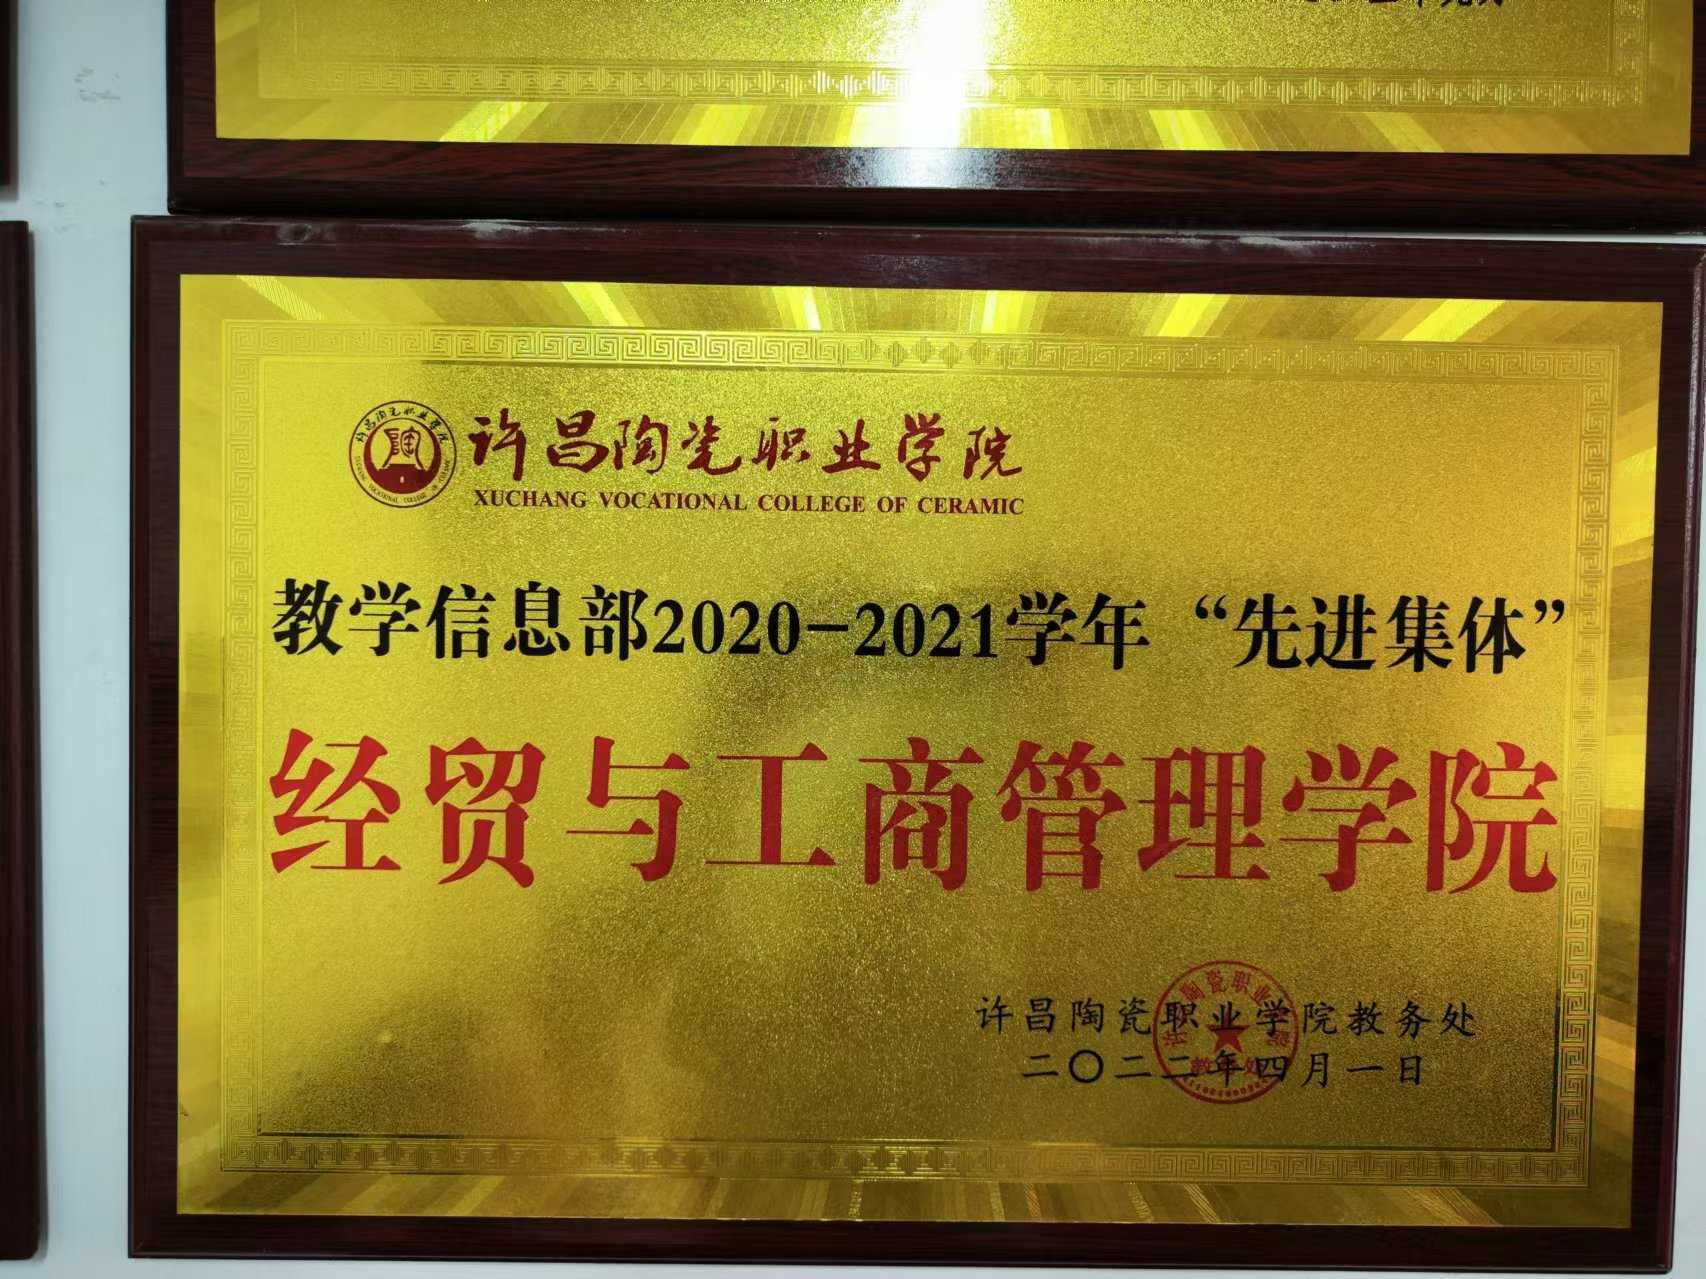 许昌陶瓷职业学院
XUCHANG VOCATIONAL COLLEGE OF CERAMIC
教学信息部2020-2021学年“先进集体”
经贸与工商管理学院
许昌陶瓷职业学院教务处
二〇二二年四月一日